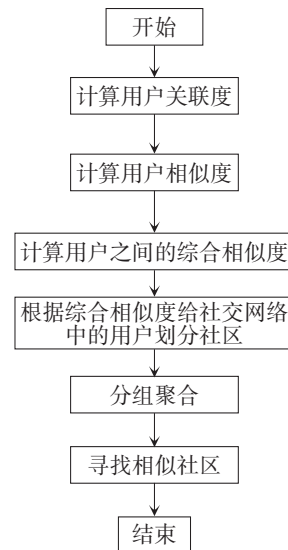 开始
计算用户关联度
计算用户相似度
计算用户之间的综合相似度
根据综合相似度给社交网络
中的用户划分社区
分组聚合
寻找相似社区
结束